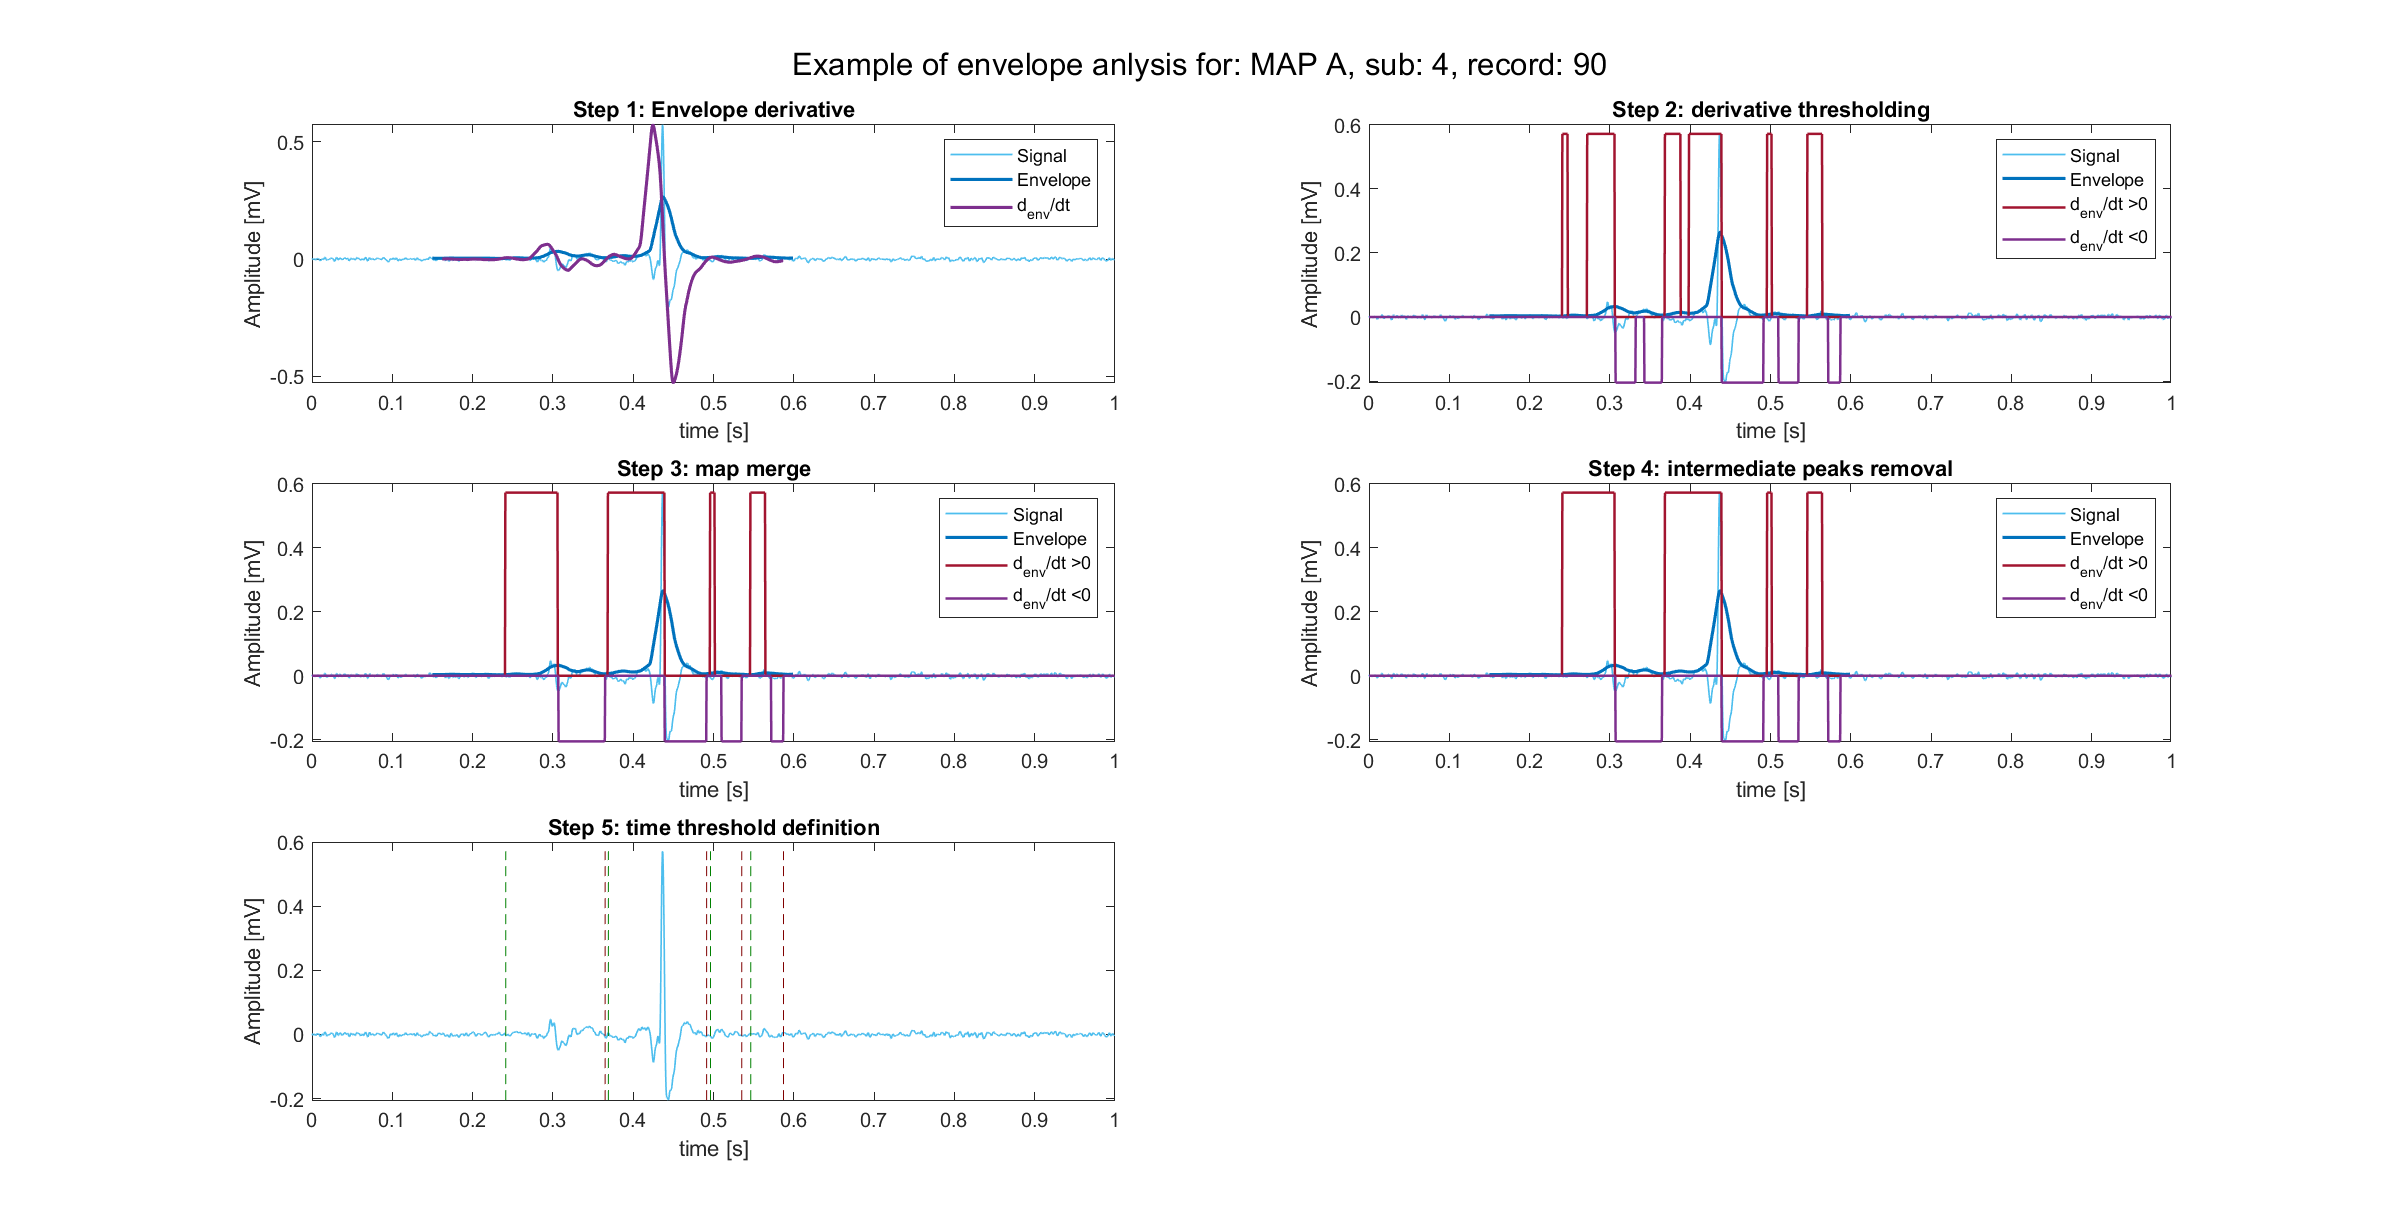 Example of envelope anlysis for: MAP A, sub: 4, record: 90
Step 1: Envelope derivative
0.5
0
-0.5
Amplitude [mV]
0 0.1 0.2 0.3 0.4 0.5 0.6 0.7 0.8 0.9 1
time [s]
Signal
Envelope
d_env/dt
Step 2: derivative thresholding
0.6
0.4
0.2
0
-0.2
Amplitude [mV]
0 0.1 0.2 0.3 0.4 0.5 0.6 0.7 0.8 0.9 1
time [s]
Signal
Envelope
d_env/dt >0
d_env/dt <0
Step 3: map merge
0.6
0.4
0.2
0
-0.2
Amplitude [mV]
0 0.1 0.2 0.3 0.4 0.5 0.6 0.7 0.8 0.9 1
time [s]
Signal
Envelope
d_env/dt >0
d_env/dt <0
Step 4: intermediate peaks removal
0.6
0.4
0.2
0
-0.2
Amplitude [mV]
0 0.1 0.2 0.3 0.4 0.5 0.6 0.7 0.8 0.9 1
time [s]
Signal
Envelope
d_env/dt >0
d_env/dt <0
Step 5: time threshold definition
0.6
0.4
0.2
0
-0.2
Amplitude [mV]
0 0.1 0.2 0.3 0.4 0.5 0.6 0.7 0.8 0.9 1
time [s]